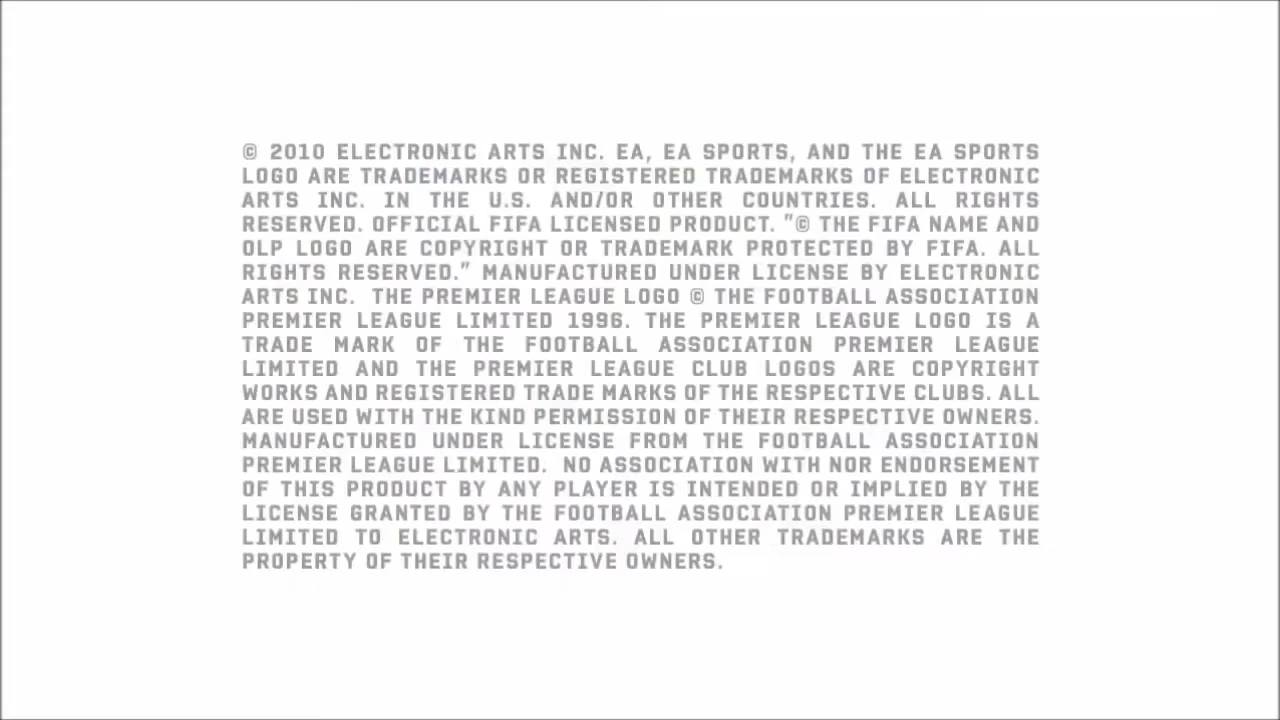 © 2010 ELECTRONIC ARTS INC. EA, EA SPORTS, AND THE EA SPORTS
LOGO ARE TRADEMARKS OR REGISTERED TRADEMARKS OF ELECTRONIC
ARTS INC. IN THE U.S. AND/OR OTHER COUNTRIES. ALL RIGHTS
RESERVED. OFFICIAL FIFA LICENSED PRODUCT. "© THE FIFA NAME AND
OLP LOGO ARE COPYRIGHT OR TRADEMARK PROTECTED BY FIFA. ALL
RIGHTS RESERVED." MANUFACTURED UNDER LICENSE BY ELECTRONIC
ARTS INC. THE PREMIER LEAGUE LOGO © THE FOOTBALL ASSOCIATION
PREMIER LEAGUE LIMITED 1996. THE PREMIER LEAGUE LOGO IS A
TRADE MARK OF THE FOOTBALL ASSOCIATION PREMIER LEAGUE
LIMITED AND THE PREMIER LEAGUE CLUB LOGOS ARE COPYRIGHT
WORKS AND REGISTERED TRADE MARKS OF THE RESPECTIVE CLUBS. ALL
ARE USED WITH THE KIND PERMISSION OF THEIR RESPECTIVE OWNERS.
MANUFACTURED UNDER LICENSE FROM THE FOOTBALL ASSOCIATION
PREMIER LEAGUE LIMITED. NO ASSOCIATION WITH NOR ENDORSEMENT
OF THIS PRODUCT BY ANY PLAYER IS INTENDED OR IMPLIED BY THE
LICENSE GRANTED BY THE FOOTBALL ASSOCIATION PREMIER LEAGUE
LIMITED TO ELECTRONIC ARTS. ALL OTHER TRADEMARKS ARE THE
PROPERTY OF THEIR RESPECTIVE OWNERS.